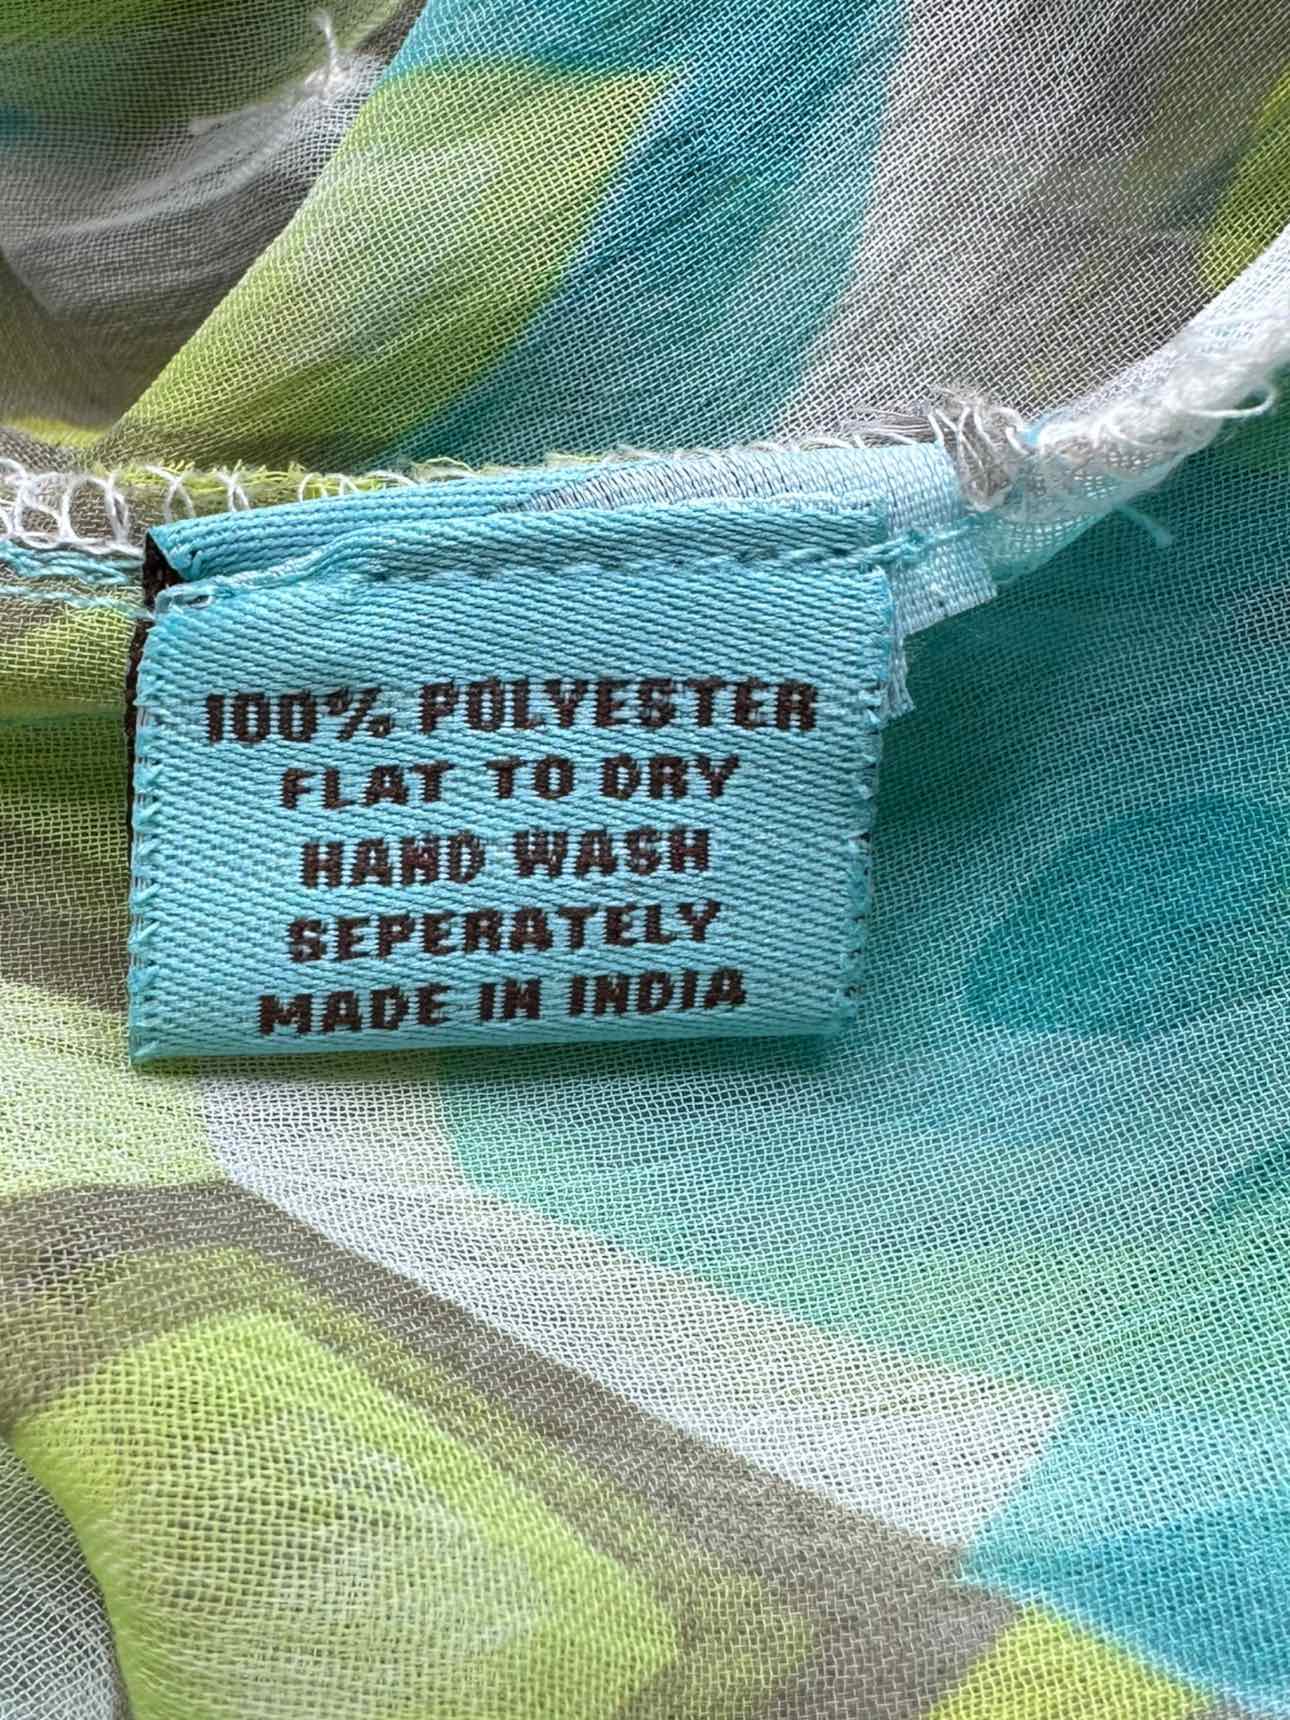 100% POLYESTER
FLAT TO DRY
HAND WASH
SEPERATELY
MADE IN INDIA